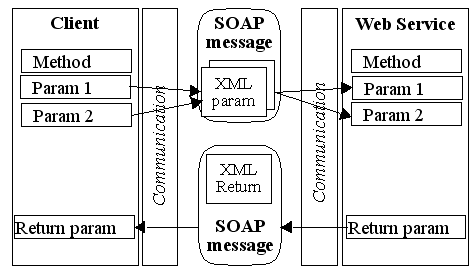 Client
Method
Param 1
Param 2
Return param
Communication
SOAP
message
XML
param
XML
Return
SOAP
message
Communication
Web Service
Method
Param 1
Param 2
Return param